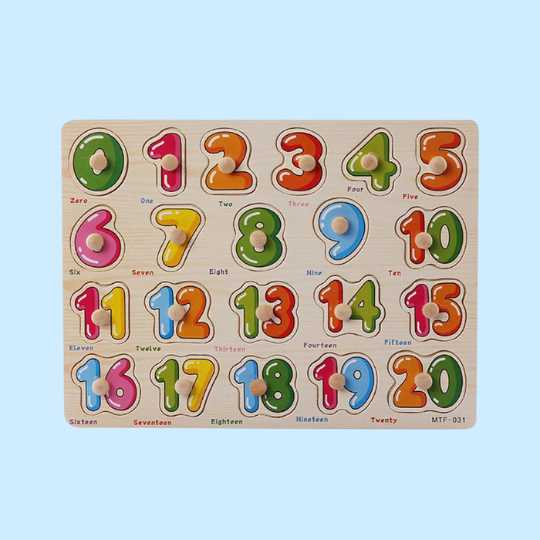 0 1 2 3 4 5
Zero One Two Three Four Five
6 7 8 9 10
Six Seven Eight Nine Ten
11 12 13 14 15
Eleven Twelve Thirteen Fourteen Fifteen
16 17 18 19 20
Sixteen Seventeen Eighteen Nineteen Twenty MTF-031